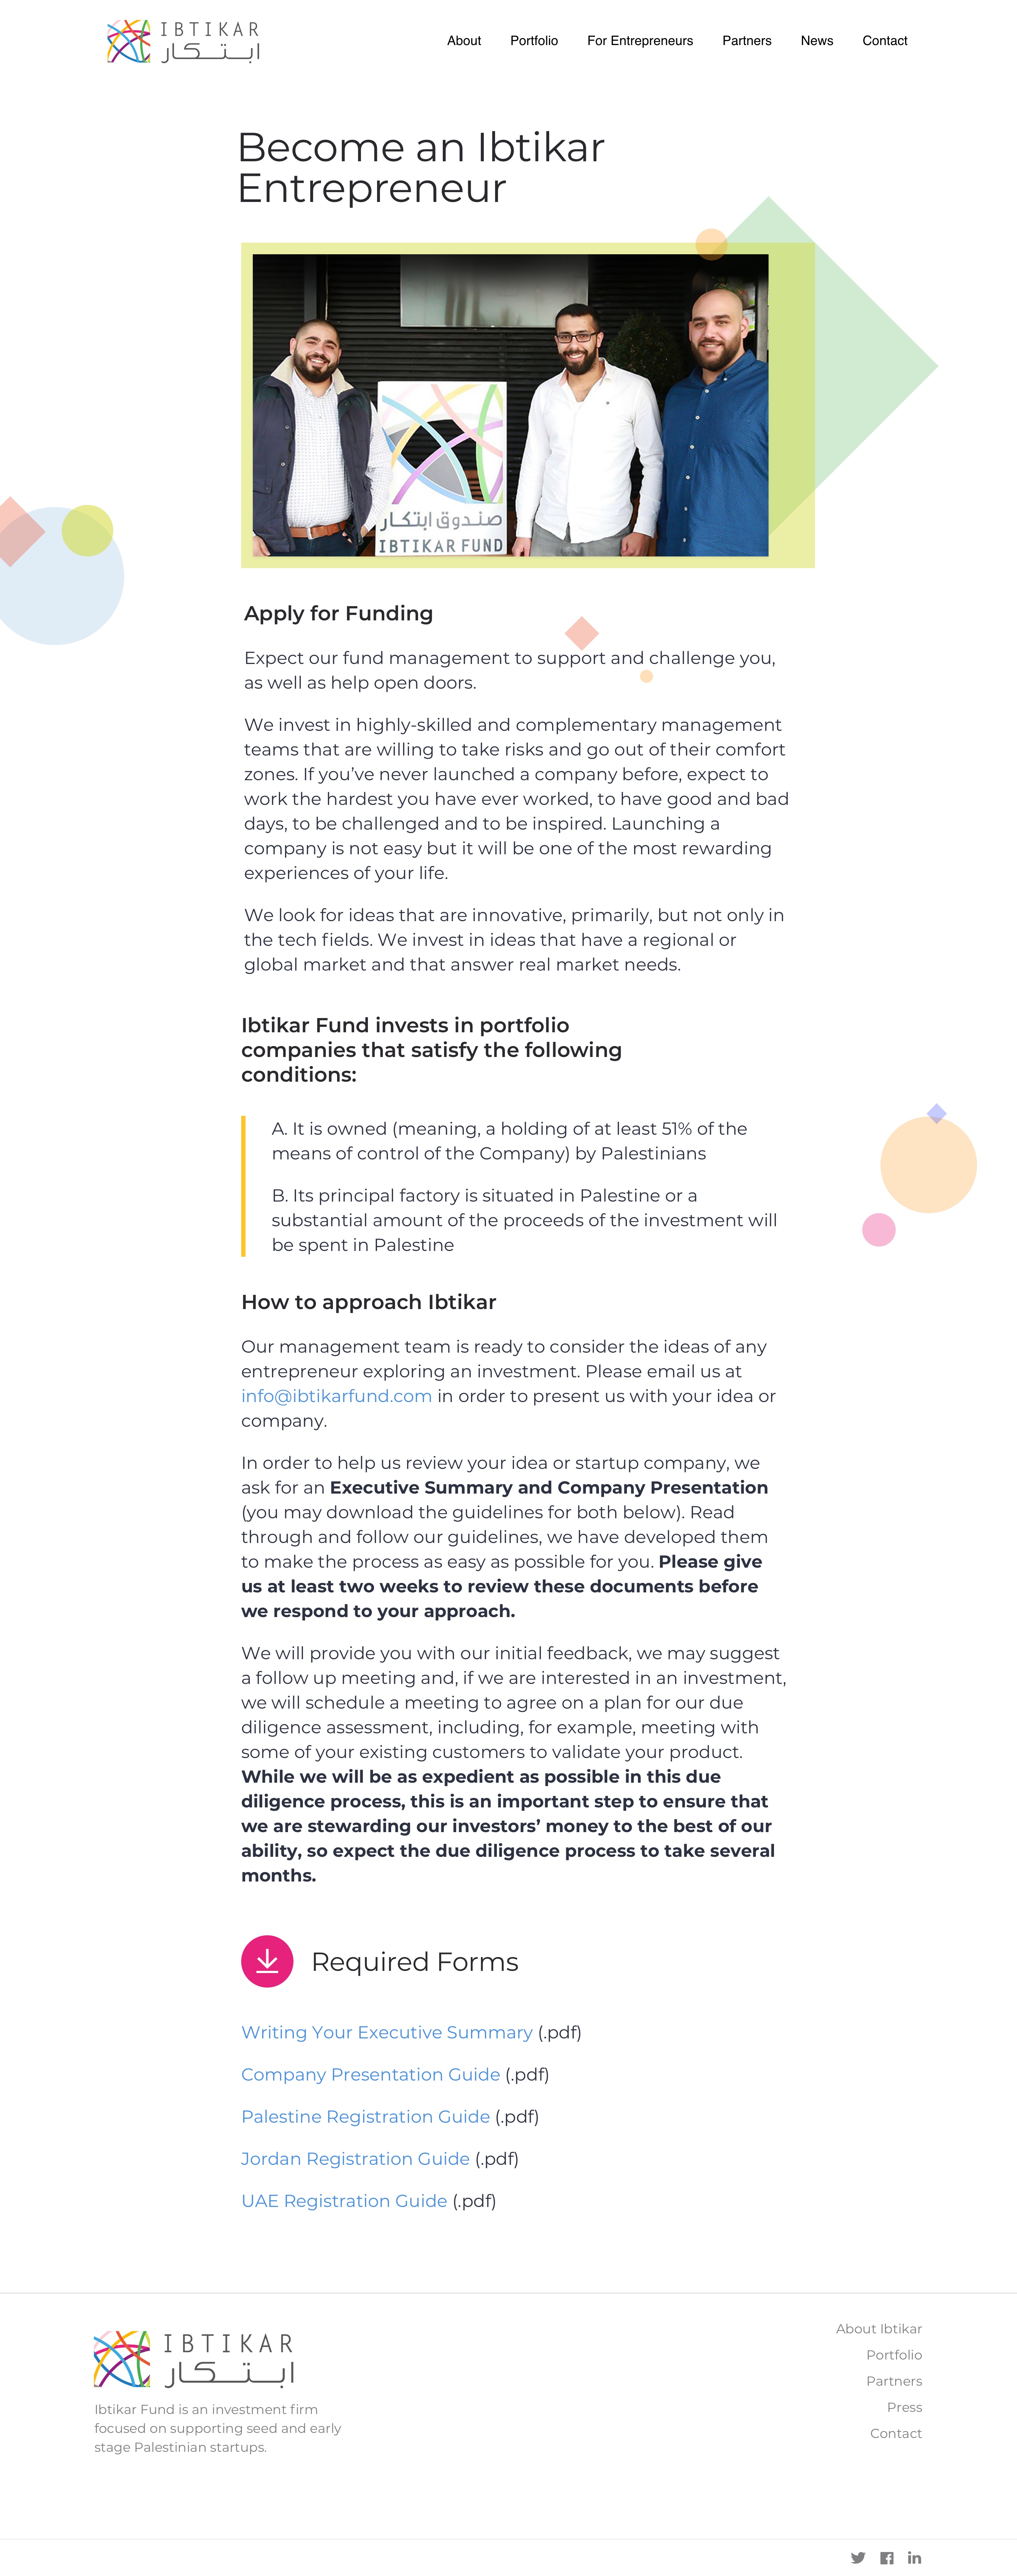 IBTIKAR
ابتكار
About
Portfolio
For Entrepreneurs
Partners
News
Contact
Become an Ibtikar
Entrepreneur
صندوق ابتكار
IBTIKAR FUND
Apply for Funding
Expect our fund management to support and challenge you,
as well as help open doors.
We invest in highly-skilled and complementary management
teams that are willing to take risks and go out of their comfort
zones. If you’ve never launched a company before, expect to
work the hardest you have ever worked, to have good and bad
days, to be challenged and to be inspired. Launching a
company is not easy but it will be one of the most rewarding
experiences of your life.
We look for ideas that are innovative, primarily, but not only in
the tech fields. We invest in ideas that have a regional or
global market and that answer real market needs.
Ibtikar Fund invests in portfolio
companies that satisfy the following
conditions:
A. It is owned (meaning, a holding of at least 51% of the
means of control of the Company) by Palestinians
B. Its principal factory is situated in Palestine or a
substantial amount of the proceeds of the investment will
be spent in Palestine
How to approach Ibtikar
Our management team is ready to consider the ideas of any
entrepreneur exploring an investment. Please email us at
info@ibtikarfund.com in order to present us with your idea or
company.
In order to help us review your idea or startup company, we
ask for an Executive Summary and Company Presentation
(you may download the guidelines for both below). Read
through and follow our guidelines, we have developed them
to make the process as easy as possible for you. Please give
us at least two weeks to review these documents before
we respond to your approach.
We will provide you with our initial feedback, we may suggest
a follow up meeting and, if we are interested in an investment,
we will schedule a meeting to agree on a plan for our due
diligence assessment, including, for example, meeting with
some of your existing customers to validate your product.
While we will be as expedient as possible in this due
diligence process, this is an important step to ensure that
we are stewarding our investors’ money to the best of our
ability, so expect the due diligence process to take several
months.
Required Forms
Writing Your Executive Summary (.pdf)
Company Presentation Guide (.pdf)
Palestine Registration Guide (.pdf)
Jordan Registration Guide (.pdf)
UAE Registration Guide (.pdf)
IBTIKAR
ابتكار
Ibtikar Fund is an investment firm
focused on supporting seed and early
stage Palestinian startups.
About Ibtikar
Portfolio
Partners
Press
Contact